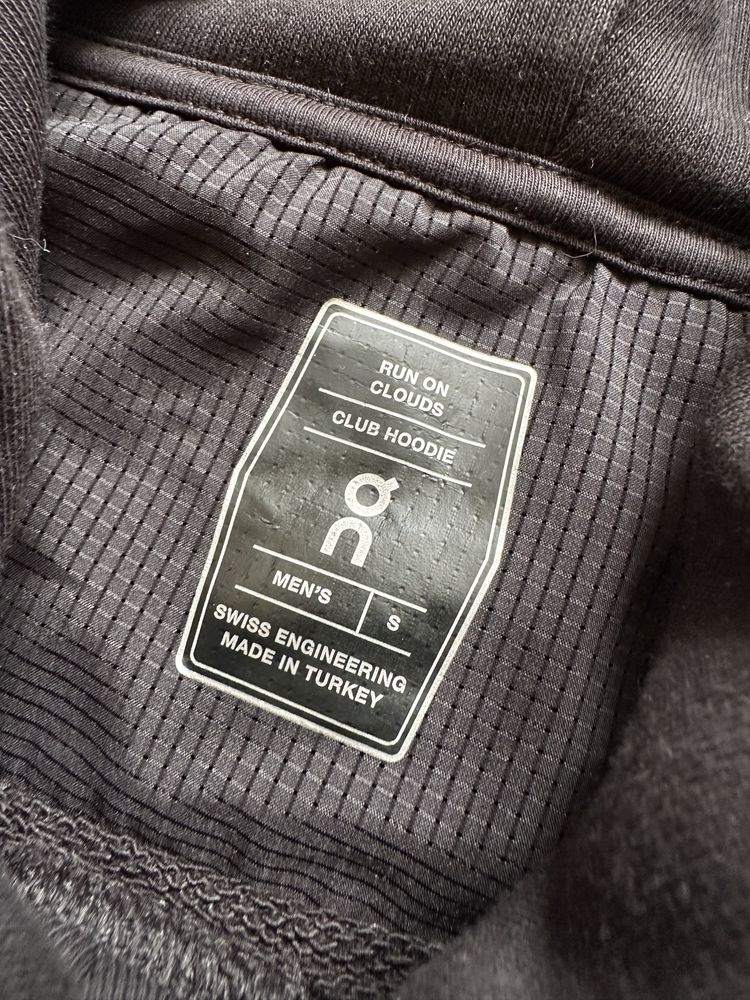 RUN ON
CLOUDS
CLUB HOODIE
MEN'S S
SWISS ENGINEERING
MADE IN TURKEY